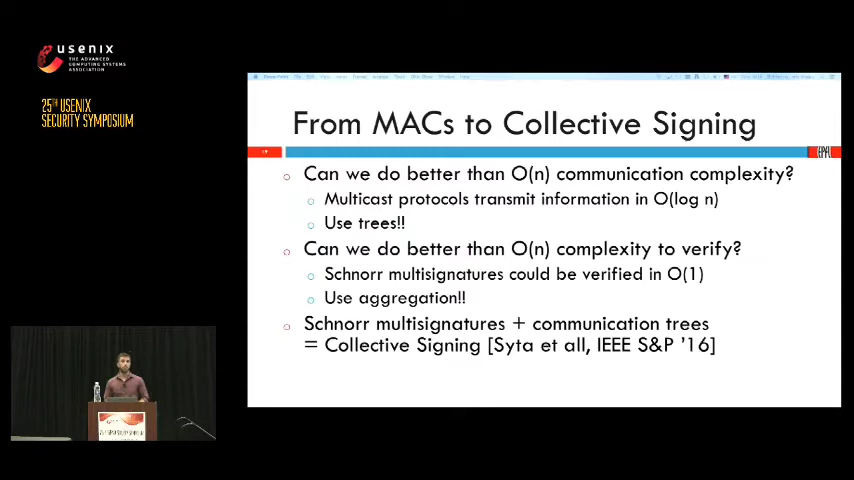 usenix
THE ADVANCED
COMPUTING SYSTEMS
ASSOCIATION
25TH USENIX
SECURITY SYMPOSIUM
From MACs to Collective Signing
19
EPFL
Can we do better than O(n) communication complexity?
Multicast protocols transmit information in O(log n)
Use trees!!
Can we do better than O(n) complexity to verify?
Schnorr multisignatures could be verified in O(1)
Use aggregation!!
Schnorr multisignatures + communication trees
= Collective Signing [Syta et all, IEEE S&P ’16]